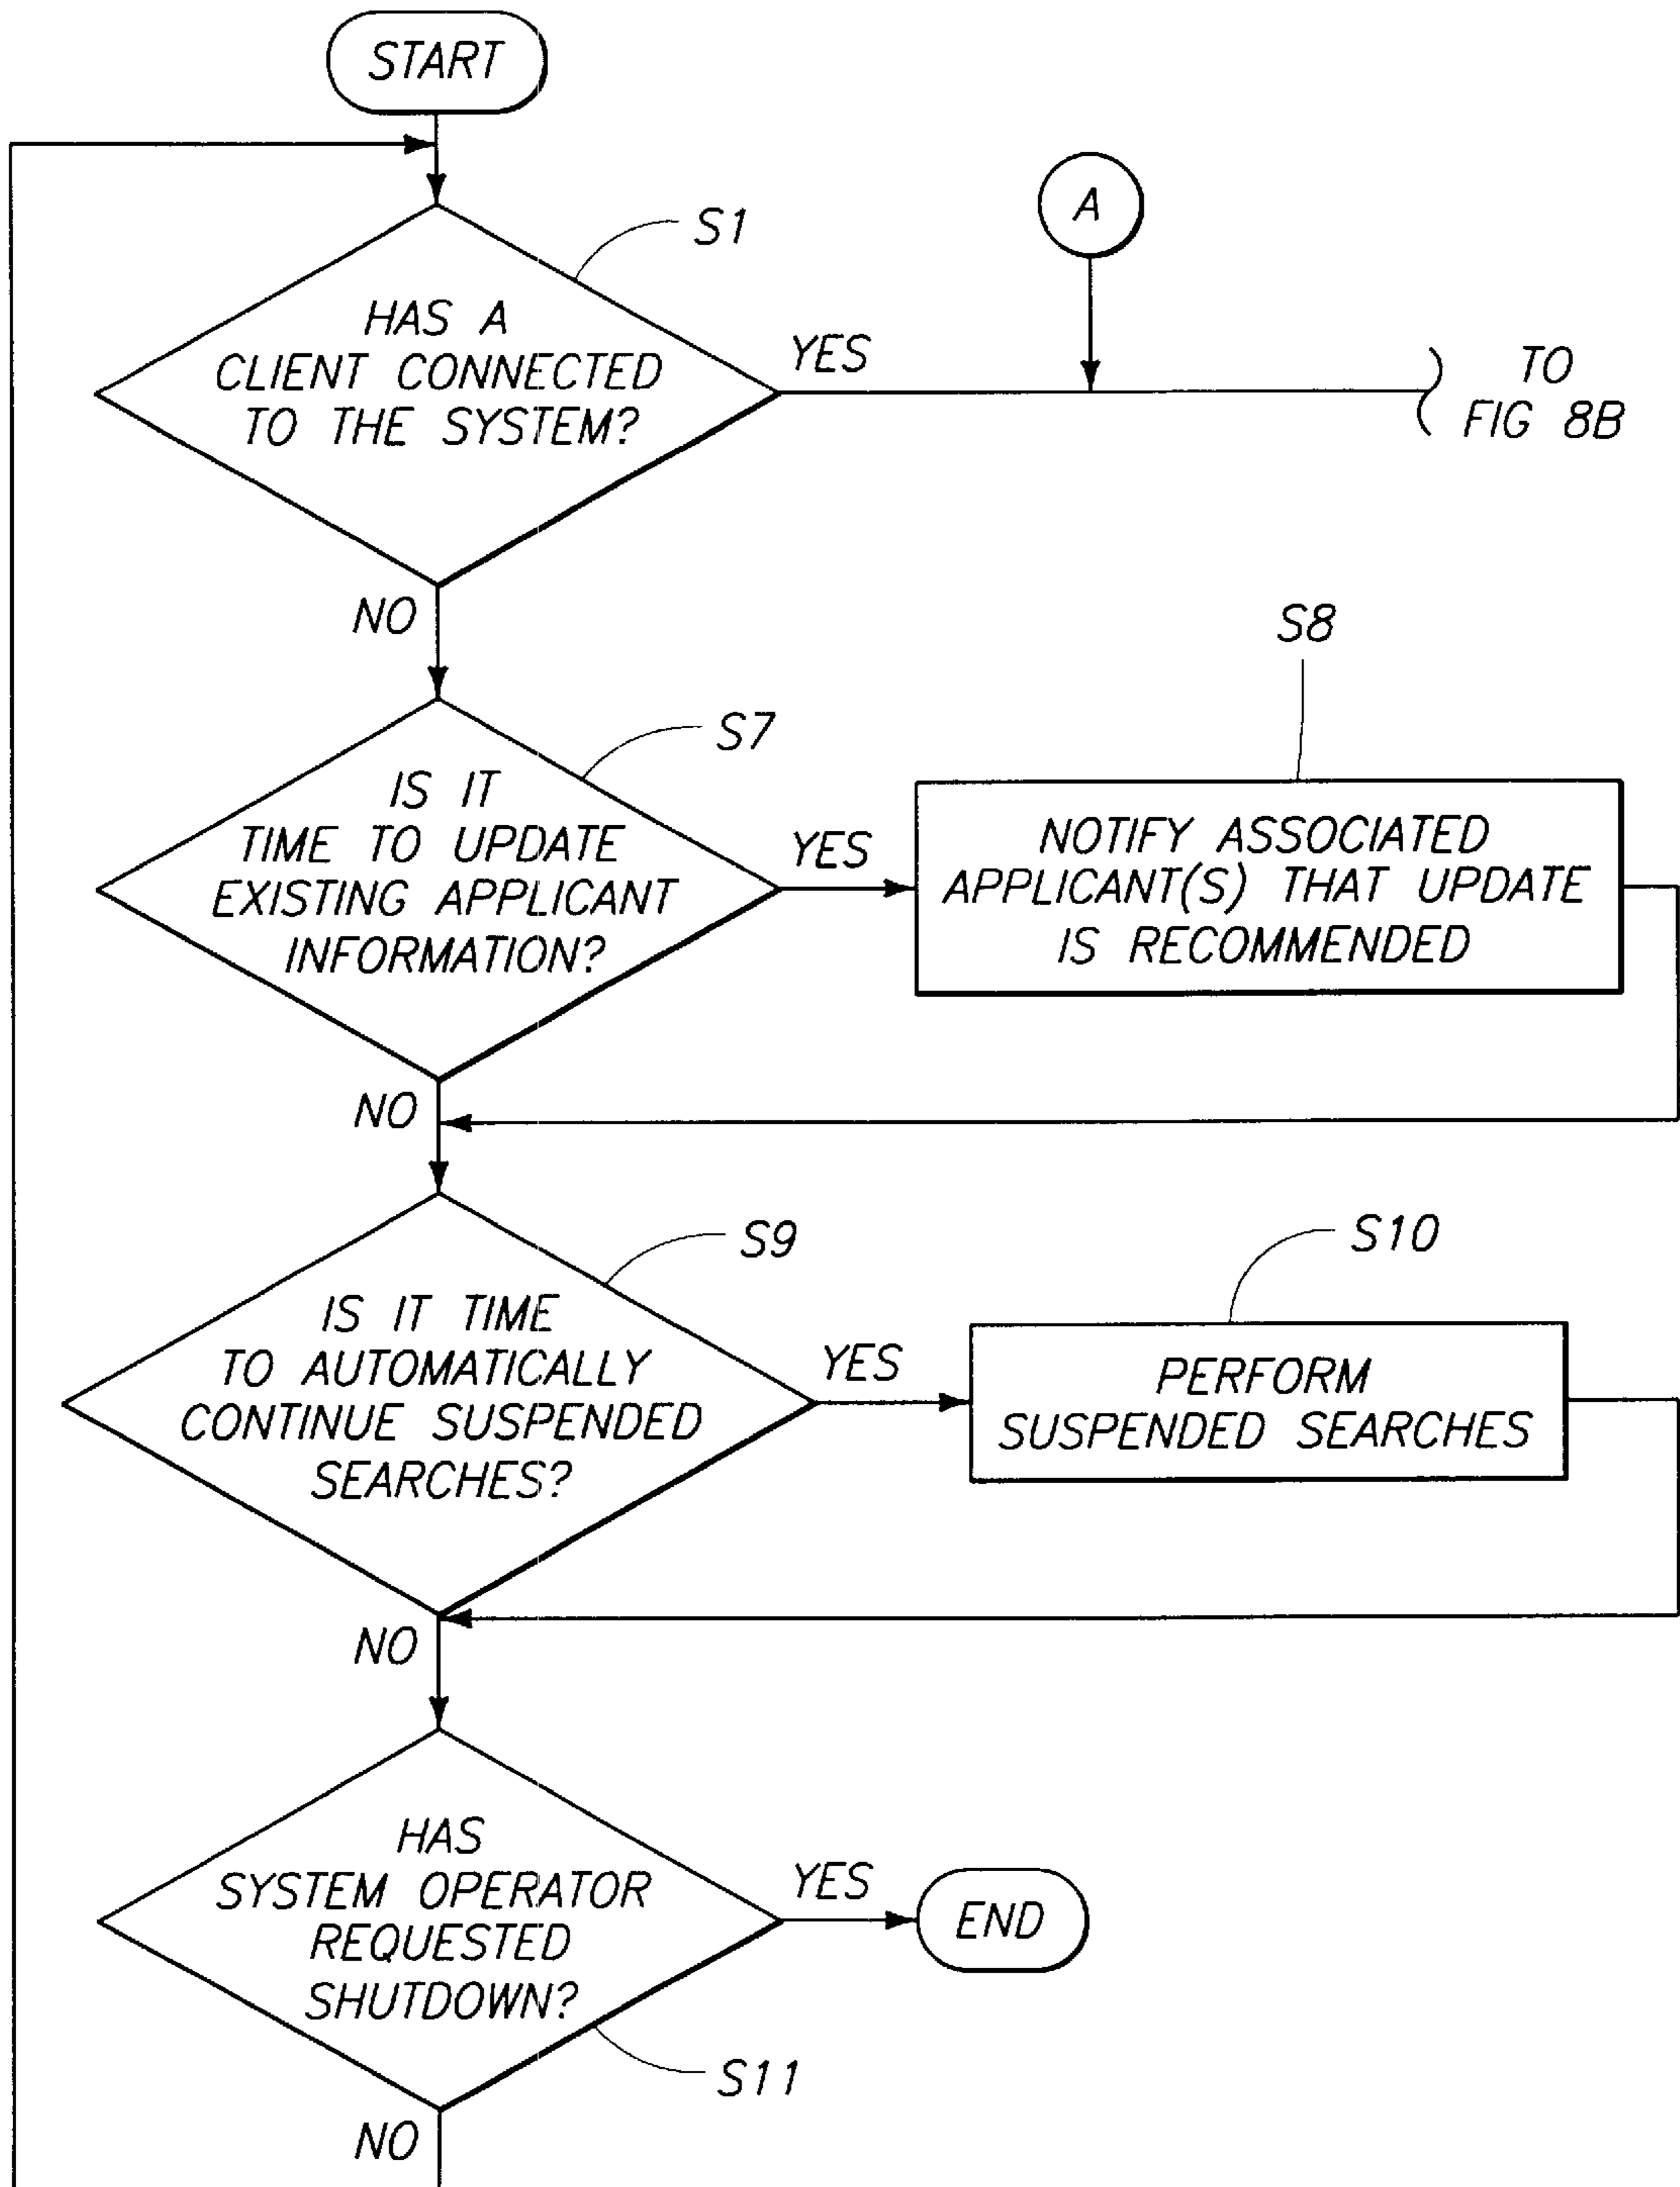 START
A
S1
HAS A
CLIENT CONNECTED
TO THE SYSTEM?
YES
TO
FIG 8B
NO
S8
S7
IS IT
TIME TO UPDATE
EXISTING APPLICANT
INFORMATION?
YES
NOTIFY ASSOCIATED
APPLICANT(S) THAT UPDATE
IS RECOMMENDED
NO
S9
S10
IS IT TIME
TO AUTOMATICALLY
CONTINUE SUSPENDED
SEARCHES?
YES
PERFORM
SUSPENDED SEARCHES
NO
HAS
SYSTEM OPERATOR
REQUESTED
SHUTDOWN?
YES
END
S11
NO